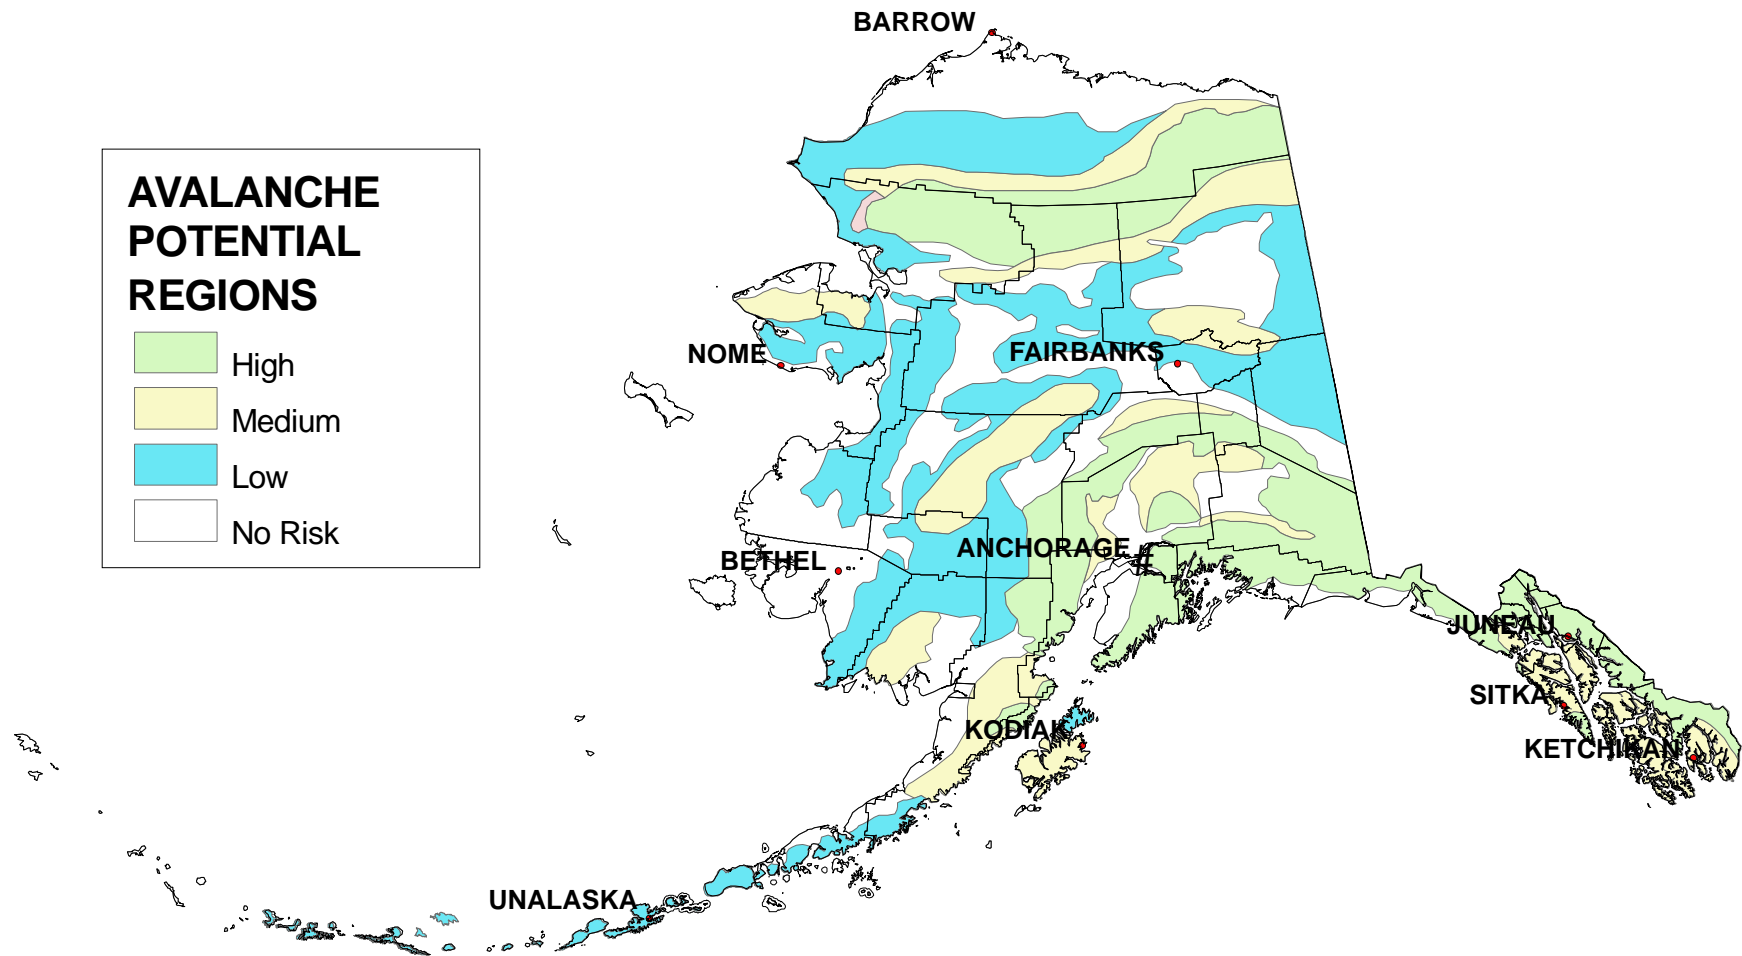 BARROW
AVALANCHE
POTENTIAL
REGIONS
High
Medium
Low
No Risk
NOME
FAIRBANKS
BETHEL
ANCHORAGE #
JUNEAU
SITKA
KODIAK
KETCHIKAN
UNALASKA